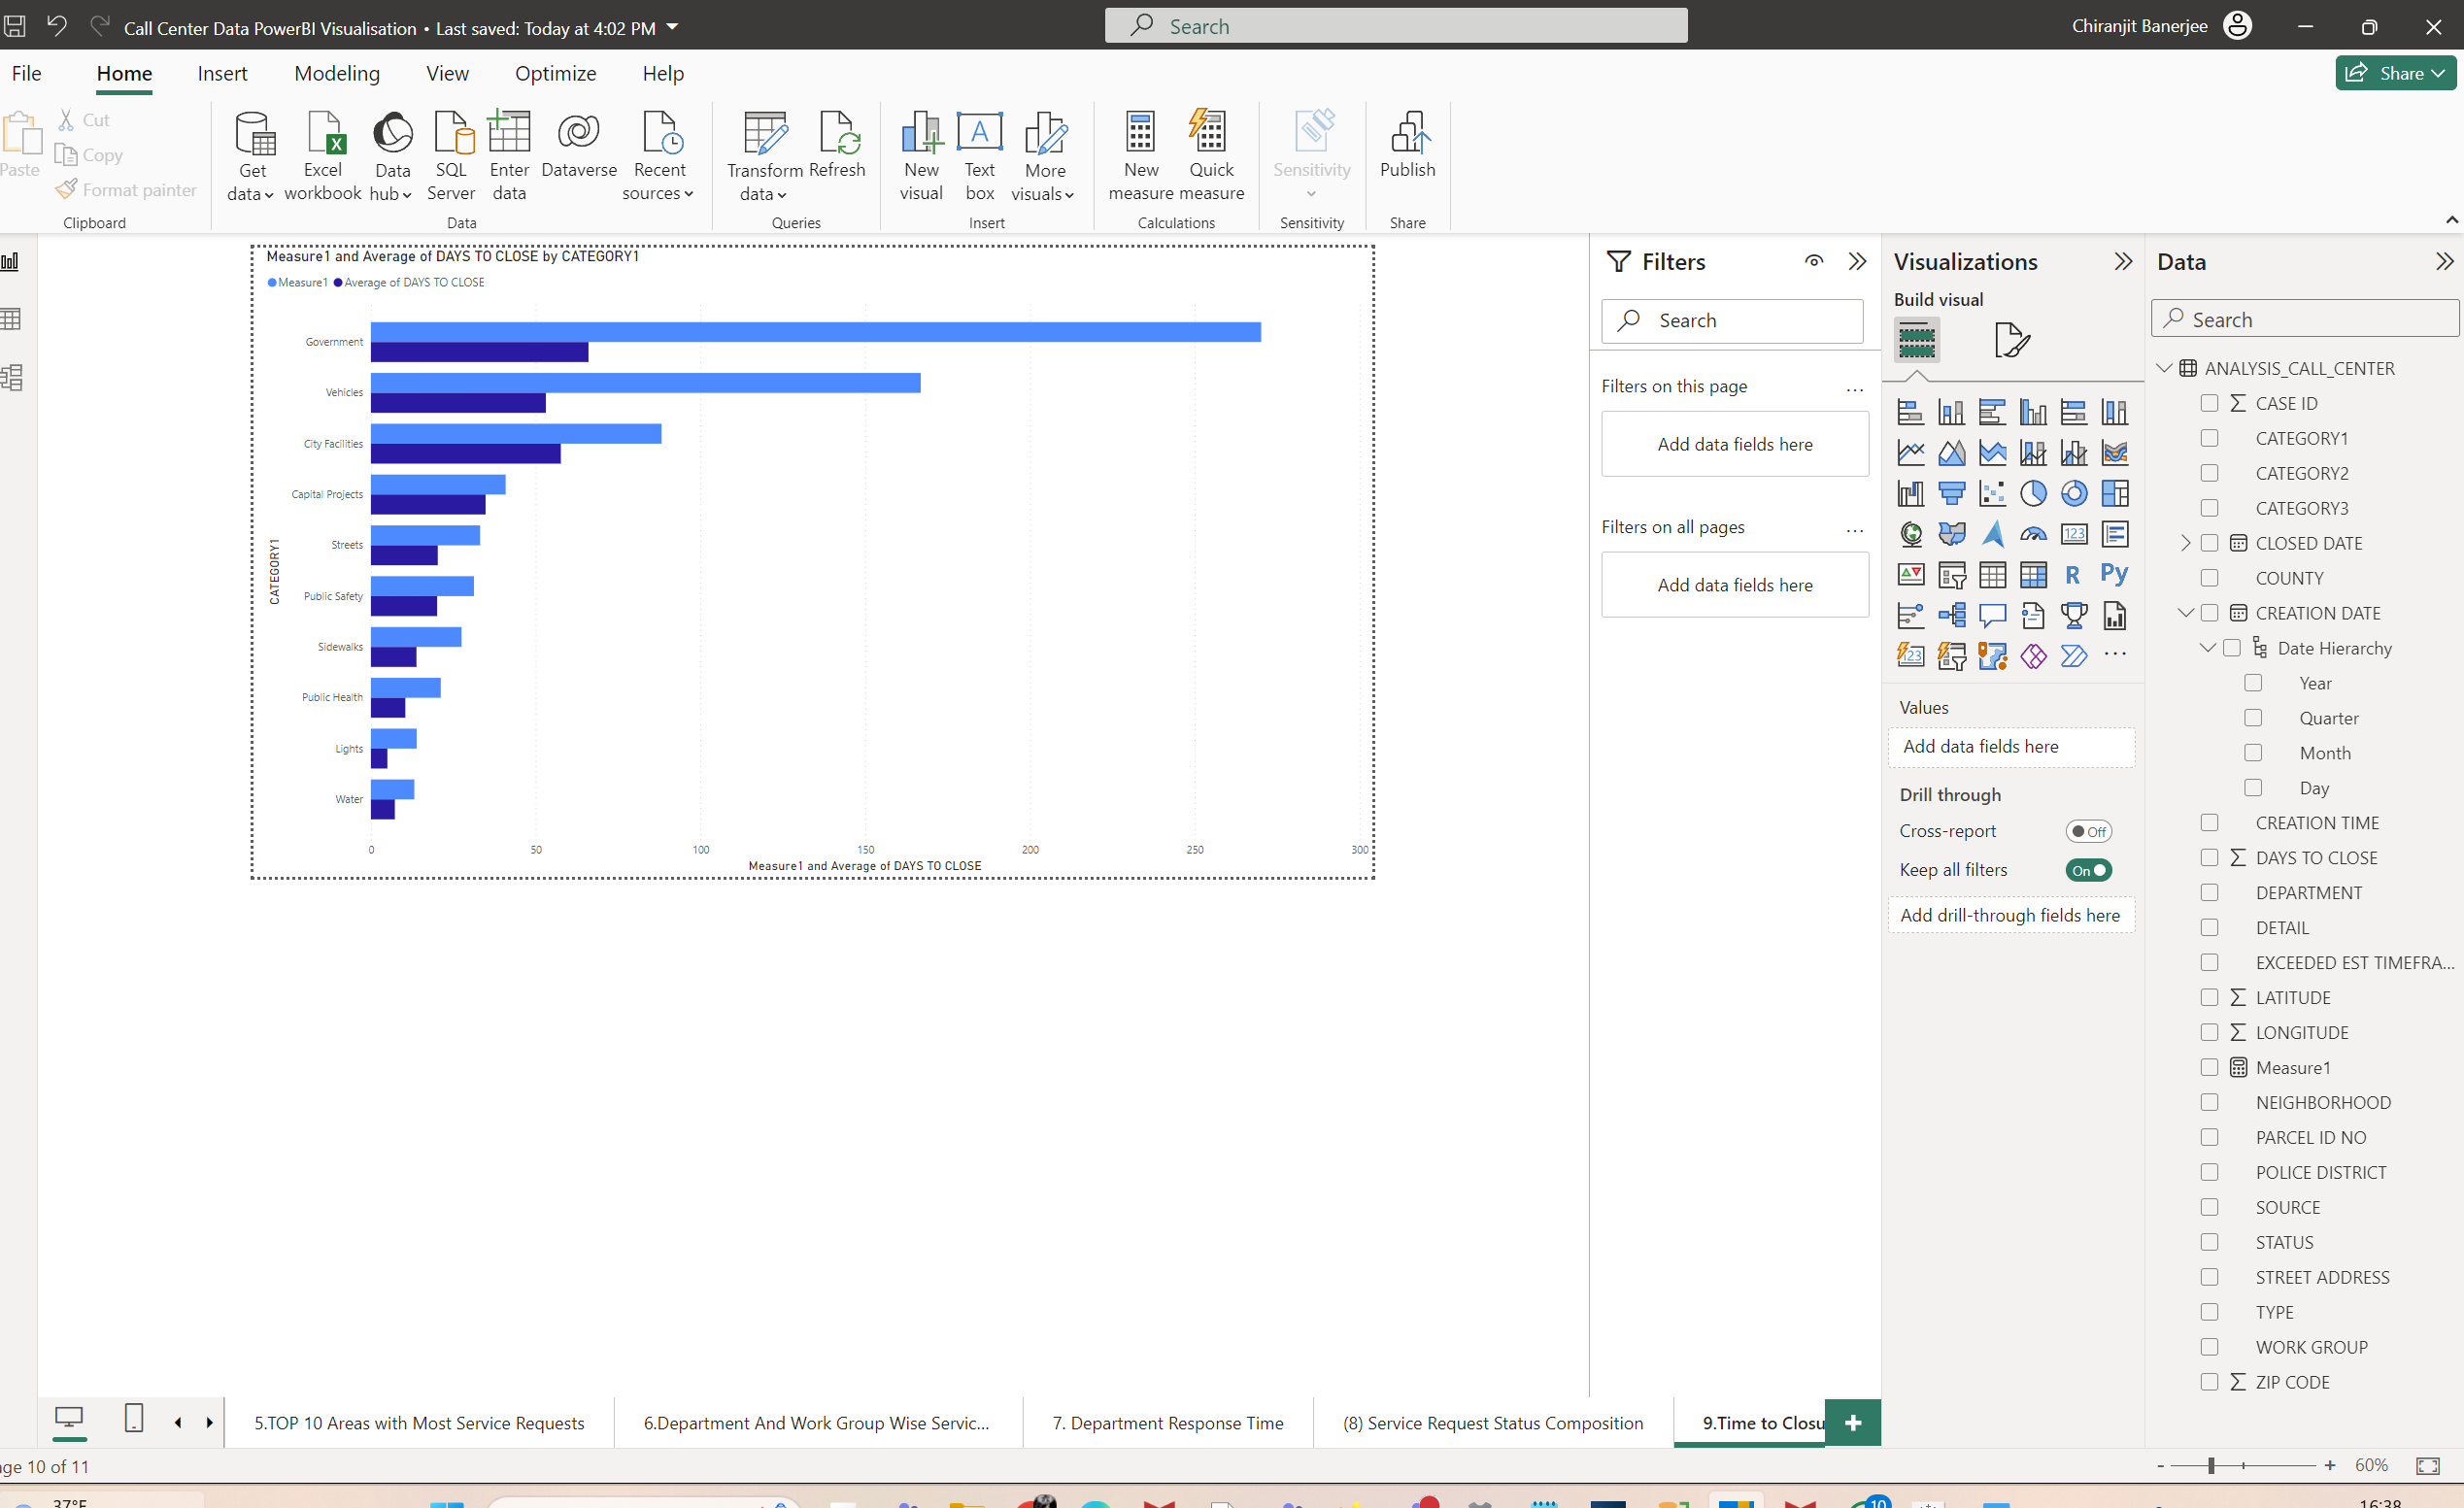 Call Center Data PowerBI Visualisation • Last saved: Today at 4:02 PM
Search
Chiranjit Banerjee
File Home Insert Modeling View Optimize Help
Share
Paste
Cut
Copy
Format painter
Clipboard
Get data
Excel workbook
Data hub
SQL Server
Enter data
Dataverse
Recent sources
Data
Transform data
Refresh
Queries
New visual
Text box
More visuals
Insert
New measure
Quick measure
Calculations
Sensitivity
Sensitivity
Publish
Share
Measure1 and Average of DAYS TO CLOSE by CATEGORY1
Measure1 Average of DAYS TO CLOSE
CATEGORY1
Government
Vehicles
City Facilities
Capital Projects
Streets
Public Safety
Sidewalks
Public Health
Lights
Water
0 50 100 150 200 250 300
Measure1 and Average of DAYS TO CLOSE
Filters
Search
Filters on this page
...
Add data fields here
Filters on all pages
...
Add data fields here
Visualizations
Build visual
123
R
Py
123
...
Values
Add data fields here
Drill through
Cross-report
Off
Keep all filters
On
Add drill-through fields here
Data
Search
ANALYSIS_CALL_CENTER
CASE ID
CATEGORY1
CATEGORY2
CATEGORY3
CLOSED DATE
COUNTY
CREATION DATE
Date Hierarchy
Year
Quarter
Month
Day
CREATION TIME
DAYS TO CLOSE
DEPARTMENT
DETAIL
EXCEEDED EST TIMEFRA...
LATITUDE
LONGITUDE
Measure1
NEIGHBORHOOD
PARCEL ID NO
POLICE DISTRICT
SOURCE
STATUS
STREET ADDRESS
TYPE
WORK GROUP
ZIP CODE
5.TOP 10 Areas with Most Service Requests
6.Department And Work Group Wise Servic...
7. Department Response Time
(8) Service Request Status Composition
9.Time to Closu
+
ge 10 of 11
- + 60%
37°F
10
16:38